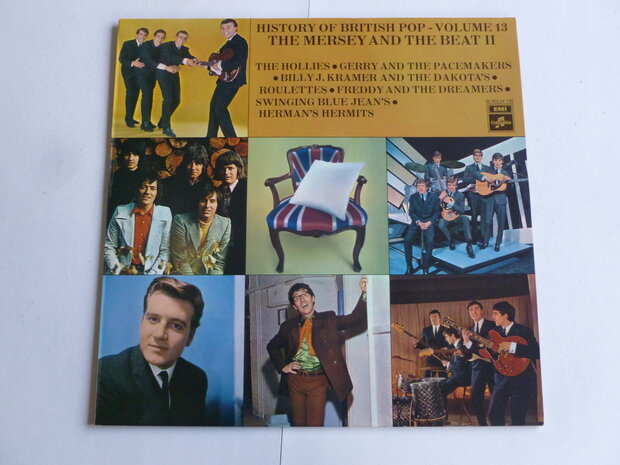 HISTORY OF BRITISH POP - VOLUME 13
THE MERSEY AND THE BEAT II
THE HOLLIES • GERRY AND THE PACEMAKERS
• BILLY J. KRAMER AND THE DAKOTA'S •
ROULETTES • FREDDY AND THE DREAMERS •
SWINGING BLUE JEAN'S •
HERMAN'S HERMITS
EMI
Columbia